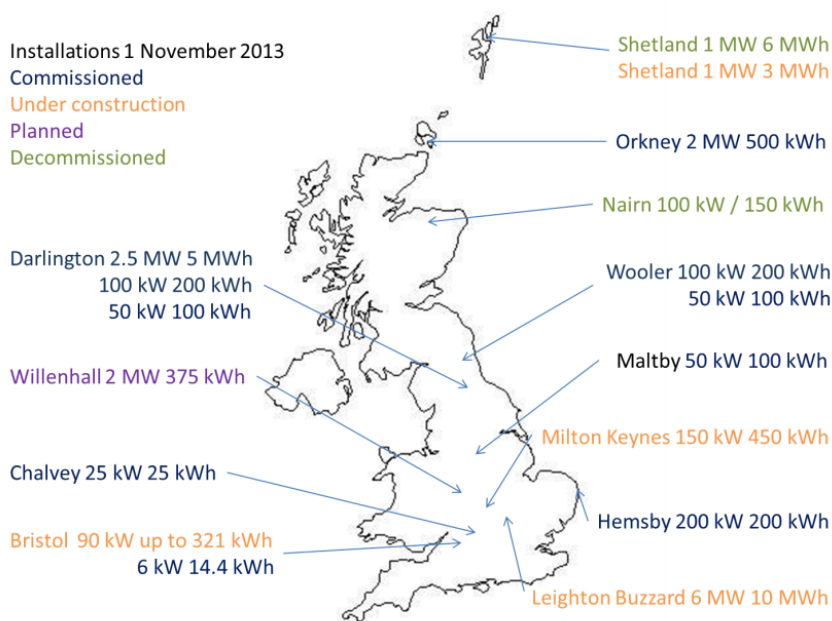 Installations 1 November 2013
Commissioned
Under construction
Planned
Decommissioned
Shetland 1 MW 6 MWh
Shetland 1 MW 3 MWh
Orkney 2 MW 500 kWh
Nairn 100 kW / 150 kWh
Darlington 2.5 MW 5 MWh
100 kW 200 kWh
50 kW 100 kWh
Wooler 100 kW 200 kWh
50 kW 100 kWh
Willenhall 2 MW 375 kWh
Maltby 50 kW 100 kWh
Milton Keynes 150 kW 450 kWh
Chalvey 25 kW 25 kWh
Hemsby 200 kW 200 kWh
Bristol 90 kW up to 321 kWh
6 kW 14.4 kWh
Leighton Buzzard 6 MW 10 MWh